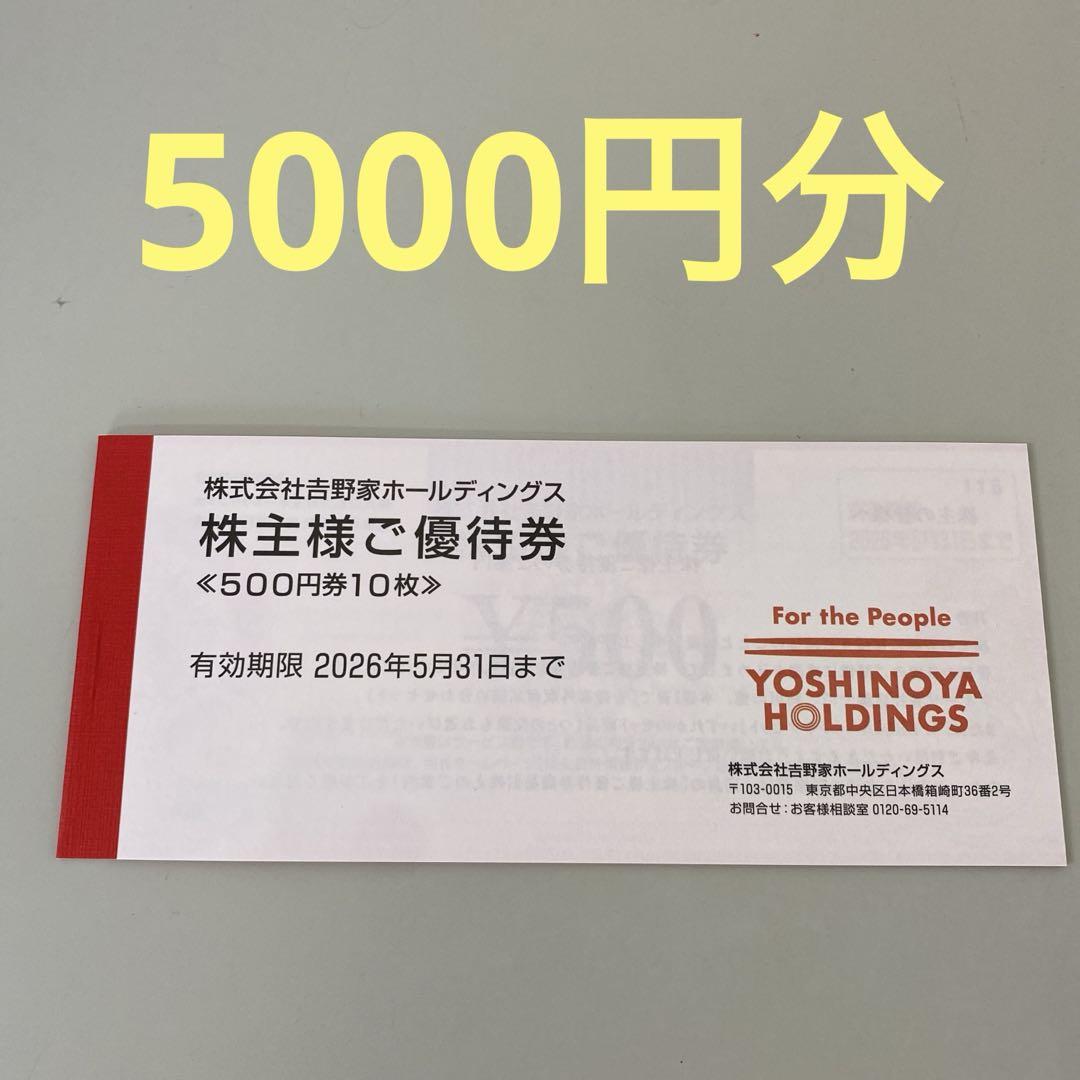 5000円分
株式会社𠮷野家ホールディングス
株主様ご優待券
≪500円券10枚≫
有効期限 2026年5月31日まで
For the People
YOSHINOYA
HOLDINGS
株式会社𠮷野家ホールディングス
〒103-0015 東京都中央区日本橋箱崎町36番2号
お問合せ:お客様相談室 0120-69-5114
¥500